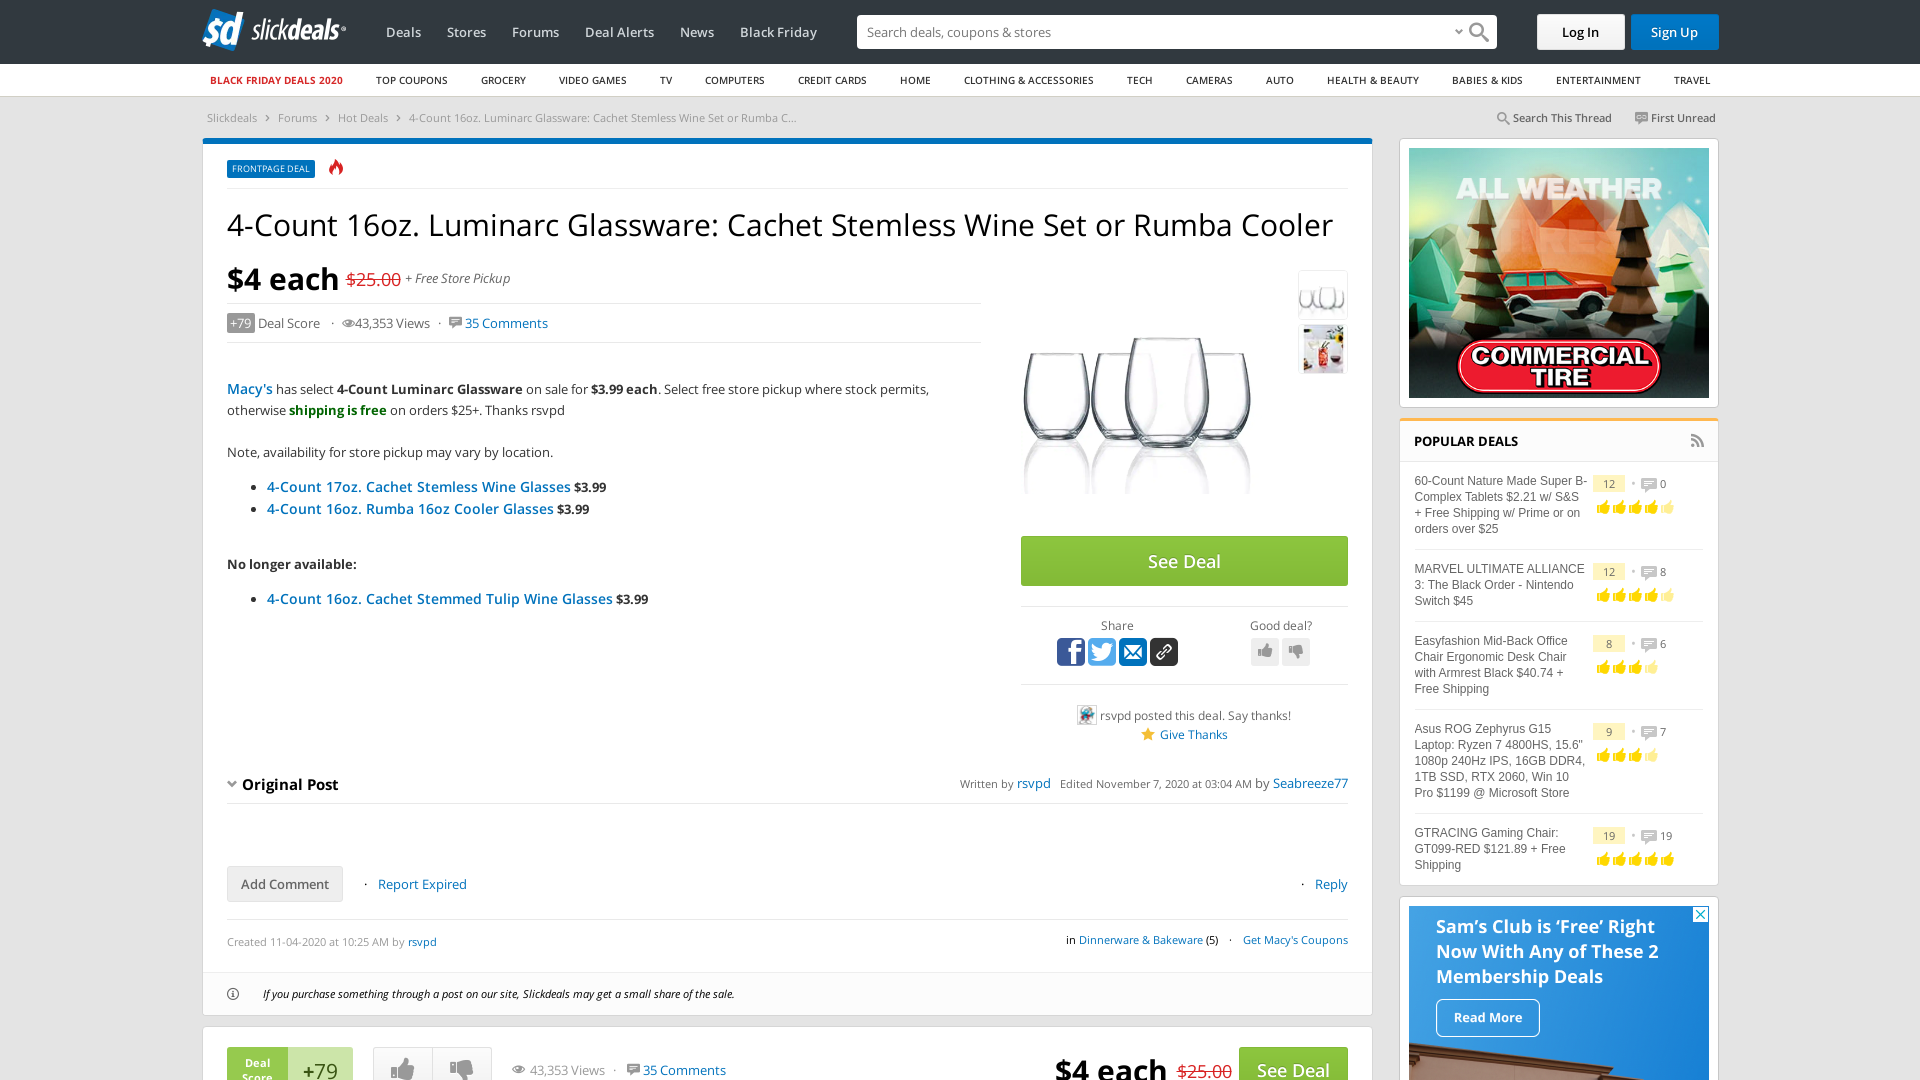 slickdeals
Deals
Stores
Forums
Deal Alerts
News
Black Friday
Search deals, coupons & stores
Log In
Sign Up
BLACK FRIDAY DEALS 2020
TOP COUPONS
GROCERY
VIDEO GAMES
TV
COMPUTERS
CREDIT CARDS
HOME
CLOTHING & ACCESSORIES
TECH
CAMERAS
AUTO
HEALTH & BEAUTY
BABIES & KIDS
ENTERTAINMENT
TRAVEL
Slickdeals › Forums › Hot Deals › 4-Count 16oz. Luminarc Glassware: Cachet Stemless Wine Set or Rumba C...
Search This Thread
First Unread
FRONTPAGE DEAL
4-Count 16oz. Luminarc Glassware: Cachet Stemless Wine Set or Rumba Cooler
$4 each $25.00 + Free Store Pickup
+79 Deal Score · 43,353 Views · 35 Comments
Macy's has select 4-Count Luminarc Glassware on sale for $3.99 each. Select free store pickup where stock permits,
otherwise shipping is free on orders $25+. Thanks rsvpd
Note, availability for store pickup may vary by location.
• 4-Count 17oz. Cachet Stemless Wine Glasses $3.99
• 4-Count 16oz. Rumba 16oz Cooler Glasses $3.99
No longer available:
• 4-Count 16oz. Cachet Stemmed Tulip Wine Glasses $3.99
See Deal
Share
Good deal?
rsvpd posted this deal. Say thanks!
Give Thanks
Original Post
Written by rsvpd Edited November 7, 2020 at 03:04 AM by Seabreeze77
Add Comment
· Report Expired
· Reply
Created 11-04-2020 at 10:25 AM by rsvpd
in Dinnerware & Bakeware (5) · Get Macy's Coupons
If you purchase something through a post on our site, Slickdeals may get a small share of the sale.
Deal
Score
+79
43,353 Views · 35 Comments
$4 each $25.00
See Deal
ALL WEATHER
TIRE
COMMERCIAL
TIRE
POPULAR DEALS
60-Count Nature Made Super B-
Complex Tablets $2.21 w/ S&S
+ Free Shipping w/ Prime or on
orders over $25
12 • 0
MARVEL ULTIMATE ALLIANCE
3: The Black Order - Nintendo
Switch $45
12 • 8
Easyfashion Mid-Back Office
Chair Ergonomic Desk Chair
with Armrest Black $40.74 +
Free Shipping
8 • 6
Asus ROG Zephyrus G15
Laptop: Ryzen 7 4800HS, 15.6"
1080p 240Hz IPS, 16GB DDR4,
1TB SSD, RTX 2060, Win 10
Pro $1199 @ Microsoft Store
9 • 7
GTRACING Gaming Chair:
GT099-RED $121.89 + Free
Shipping
19 • 19
Sam's Club is ‘Free’ Right
Now With Any of These 2
Membership Deals
Read More